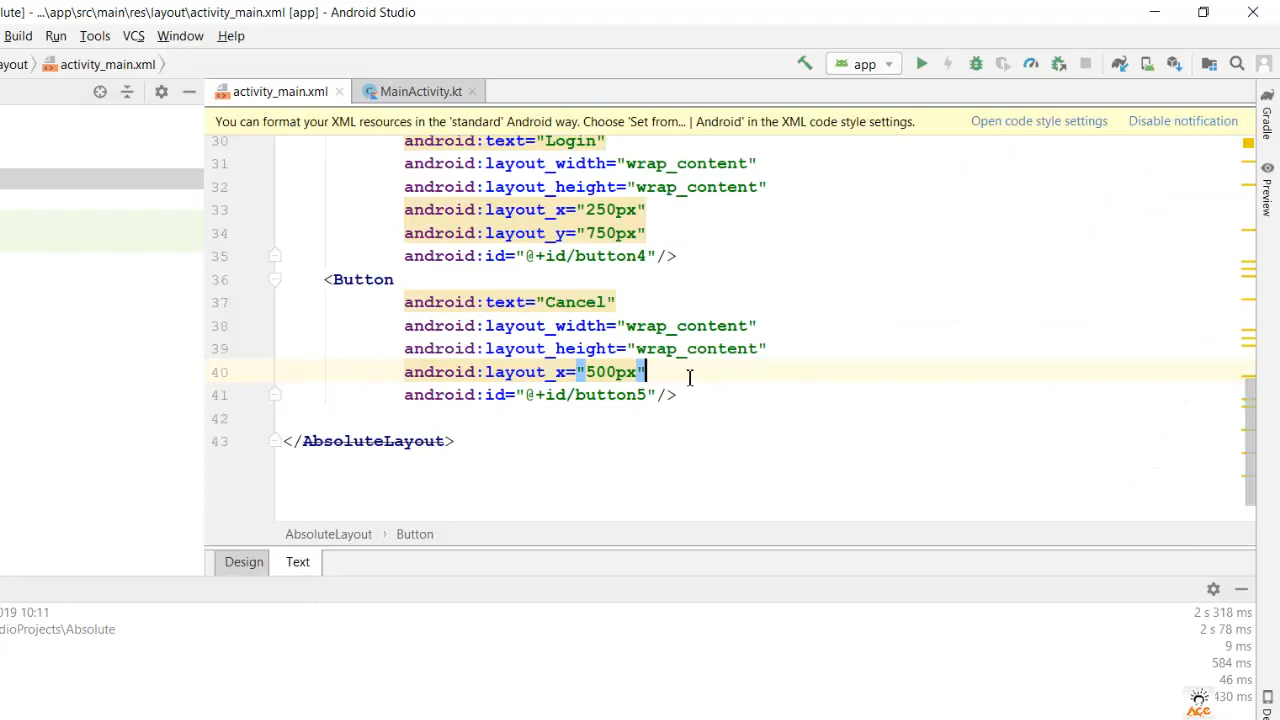 lute] - ...\app\src\main\res\layout\activity_main.xml [app] - Android Studio
Build Run Tools VCS Window Help
ayout activity_main.xml
app
activity_main.xml MainActivity.kt
You can format your XML resources in the 'standard' Android way. Choose 'Set from... | Android' in the XML code style settings. Open code style settings Disable notification
30 android:text="Login"
31 android:layout_width="wrap_content"
32 android:layout_height="wrap_content"
33 android:layout_x="250px"
34 android:layout_y="750px"
35 android:id="@+id/button4"/>
36 <Button
37 android:text="Cancel"
38 android:layout_width="wrap_content"
39 android:layout_height="wrap_content"
40 android:layout_x="500px"
41 android:id="@+id/button5"/>
42
43 </AbsoluteLayout>
AbsoluteLayout › Button
Design Text
Gradle
Preview
019 10:11 2 s 318 ms
dioProjects\Absolute 2 s 78 ms
9 ms
584 ms
46 ms
430 ms
ACE